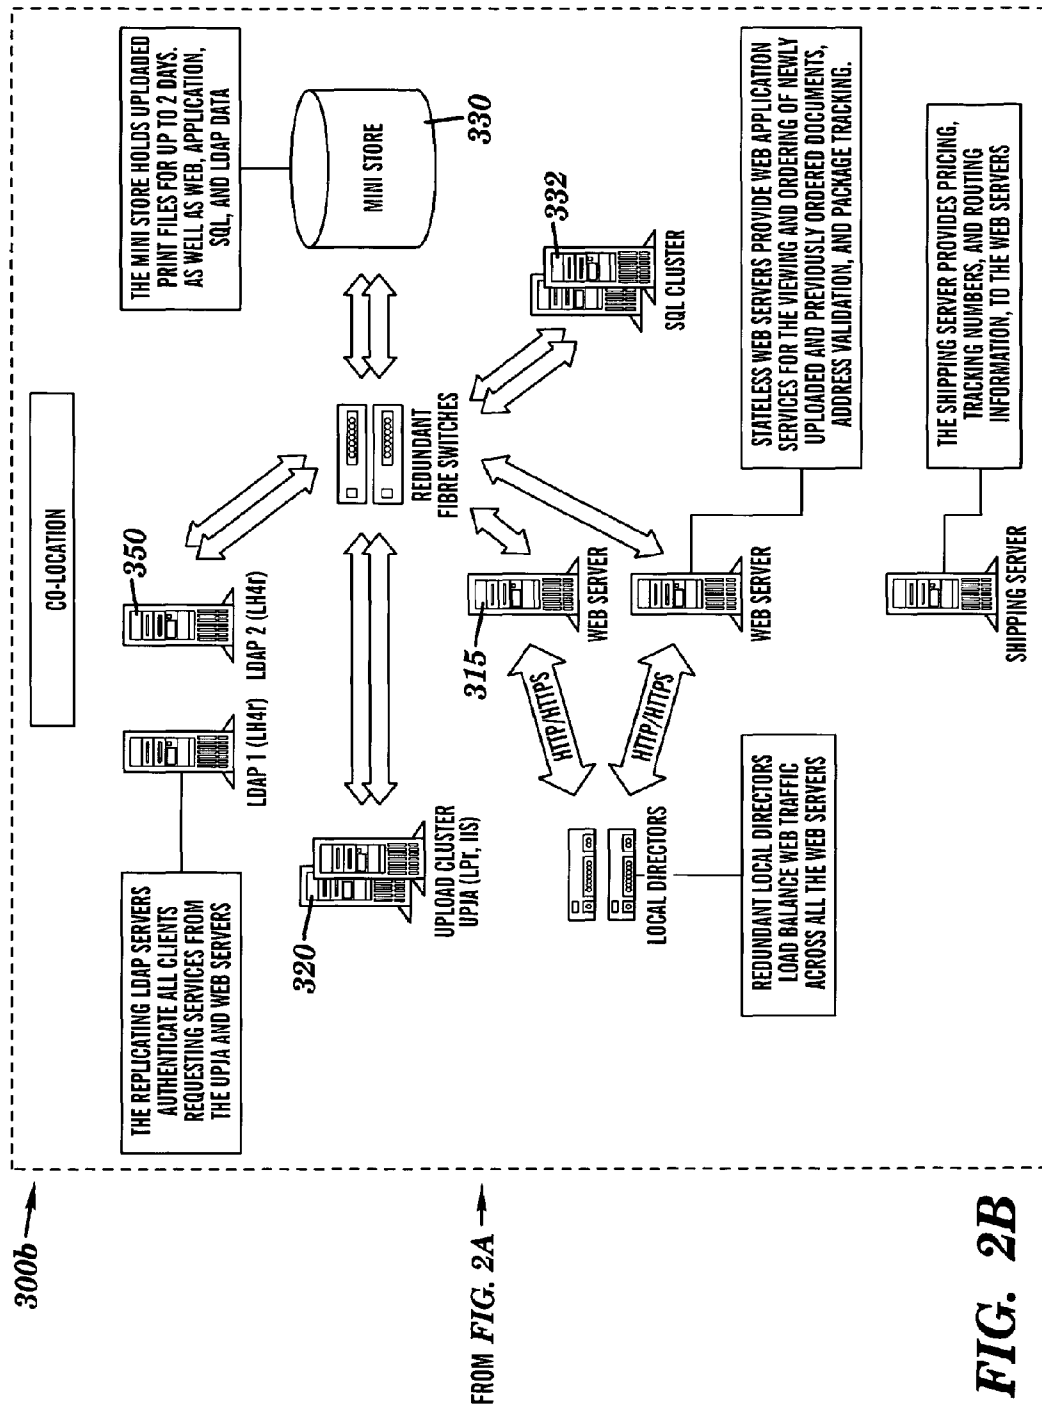 300b
CO-LOCATION
THE REPLICATING LDAP SERVERS
AUTHENTICATE ALL CLIENTS
REQUESTING SERVICES FROM
THE UPJA AND WEB SERVERS
LDAP 1 (LH4r)
LDAP 2 (LH4r)
350
THE MINI STORE HOLDS UPLOADED
PRINT FILES FOR UP TO 2 DAYS.
AS WELL AS WEB, APPLICATION,
SQL, AND LDAP DATA
MINI STORE
330
320
UPLOAD CLUSTER
UPJA (LPr, IIS)
REDUNDANT
FIBRE SWITCHES
332
SQL CLUSTER
FROM FIG. 2A
315
WEB SERVER
HTTP/HTTPS
HTTP/HTTPS
LOCAL DIRECTORS
WEB SERVER
REDUNDANT LOCAL DIRECTORS
LOAD BALANCE WEB TRAFFIC
ACROSS ALL THE WEB SERVERS
STATELESS WEB SERVERS PROVIDE WEB APPLICATION
SERVICES FOR THE VIEWING AND ORDERING OF NEWLY
UPLOADED AND PREVIOUSLY ORDERED DOCUMENTS,
ADDRESS VALIDATION, AND PACKAGE TRACKING.
SHIPPING SERVER
THE SHIPPING SERVER PROVIDES PRICING,
TRACKING NUMBERS, AND ROUTING
INFORMATION, TO THE WEB SERVERS
FIG. 2B